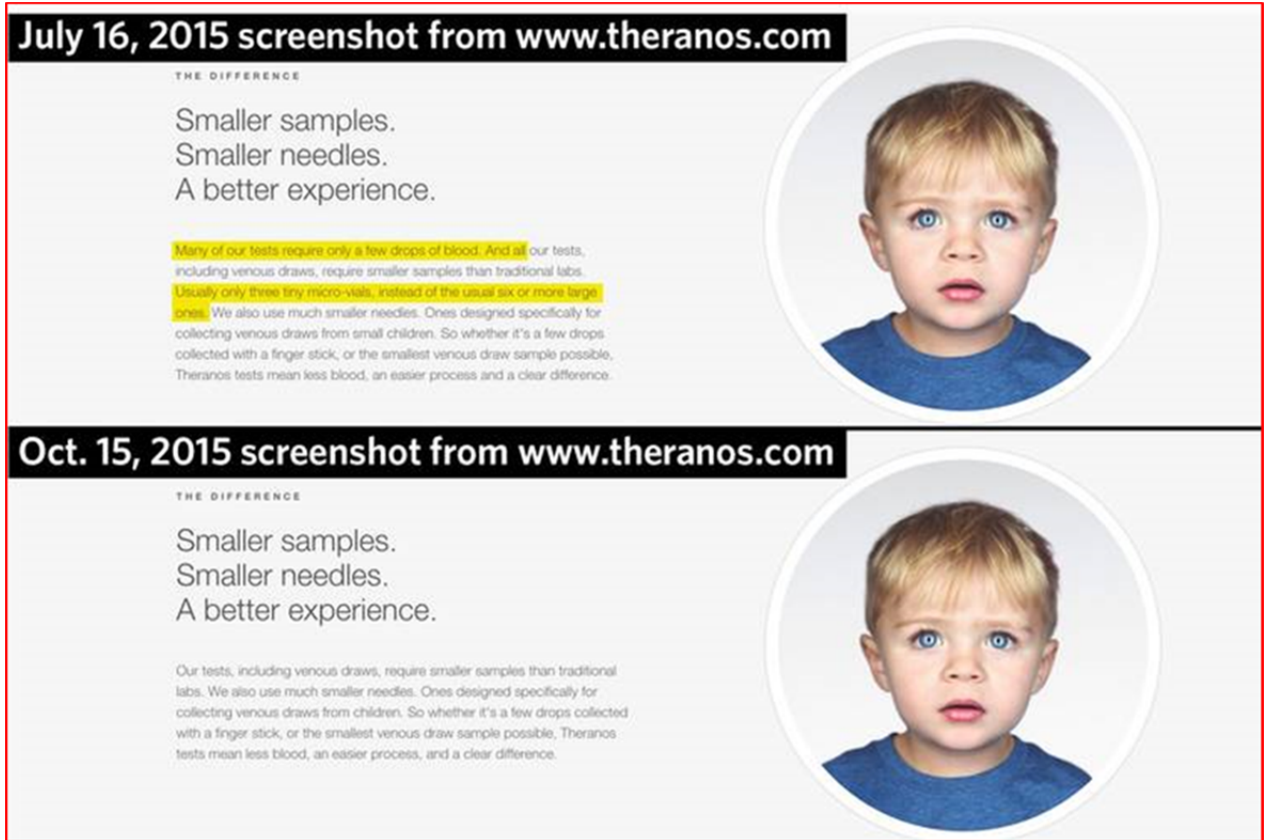 July 16, 2015 screenshot from www.theranos.com
THE DIFFERENCE
Smaller samples.
Smaller needles.
A better experience.
Many of our tests require only a few drops of blood. And all our tests,
including venous draws, require smaller samples than traditional labs.
Usually only three tiny micro-vials, instead of the usual six or more large
ones. We also use much smaller needles. Ones designed specifically for
collecting venous draws from small children. So whether it's a few drops
collected with a finger stick, or the smallest venous draw sample possible,
Theranos tests mean less blood, an easier process and a clear difference.
Oct. 15, 2015 screenshot from www.theranos.com
THE DIFFERENCE
Smaller samples.
Smaller needles.
A better experience.
Our tests, including venous draws, require smaller samples than traditional
labs. We also use much smaller needles. Ones designed specifically for
collecting venous draws from children. So whether it's a few drops collected
with a finger stick, or the smallest venous draw sample possible, Theranos
tests mean less blood, an easier process, and a clear difference.